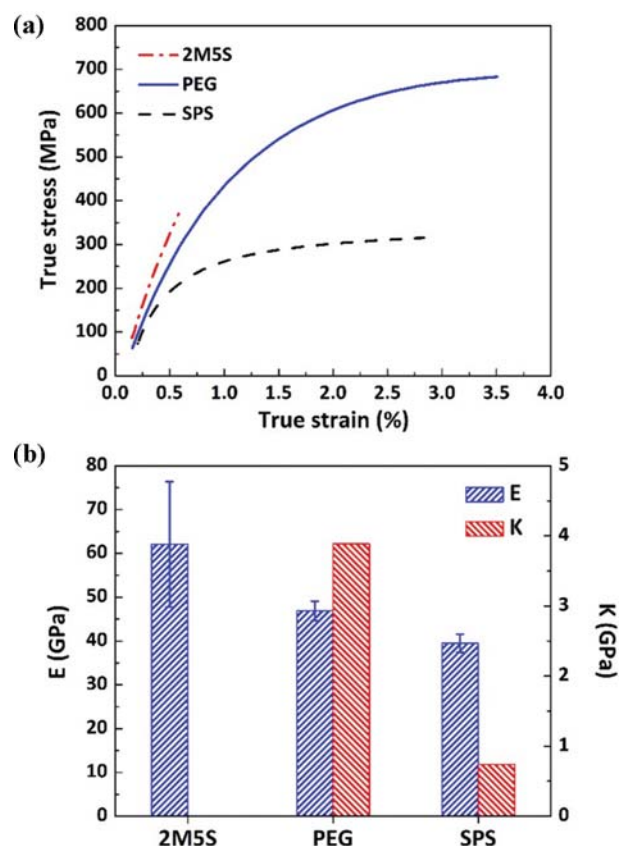 (a)
800
700
600
500
400
300
200
100
0
True stress (MPa)
2M5S
PEG
SPS
0.0 0.5 1.0 1.5 2.0 2.5 3.0 3.5 4.0
True strain (%)
(b)
80
70
60
50
40
30
20
10
0
E (GPa)
E
K
5
4
3
2
1
0
K (GPa)
2M5S PEG SPS